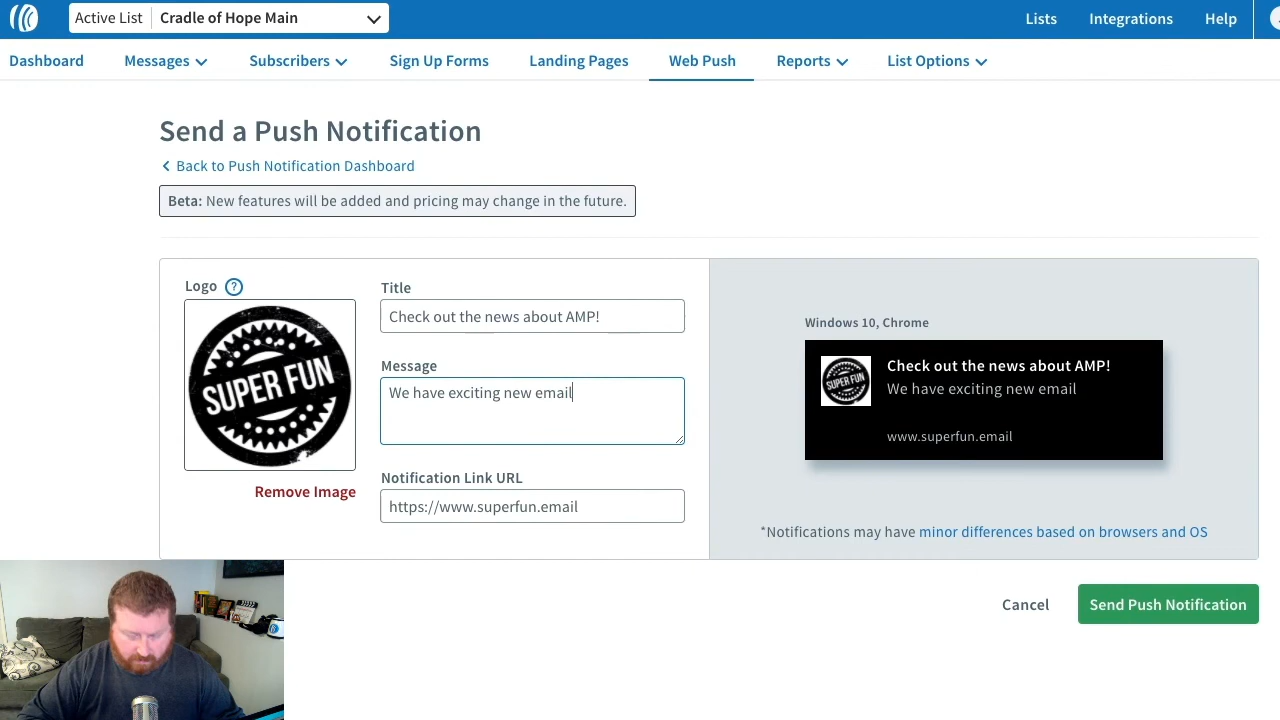 Active List Cradle of Hope Main
Lists Integrations Help
Dashboard Messages Subscribers Sign Up Forms Landing Pages Web Push Reports List Options
Send a Push Notification
Back to Push Notification Dashboard
Beta: New features will be added and pricing may change in the future.
Logo ?
SUPER FUN
Remove Image
Title
Check out the news about AMP!
Message
We have exciting new email
Notification Link URL
https://www.superfun.email
Windows 10, Chrome
SUPER FUN
Check out the news about AMP!
We have exciting new email
www.superfun.email
*Notifications may have minor differences based on browsers and OS
Cancel
Send Push Notification